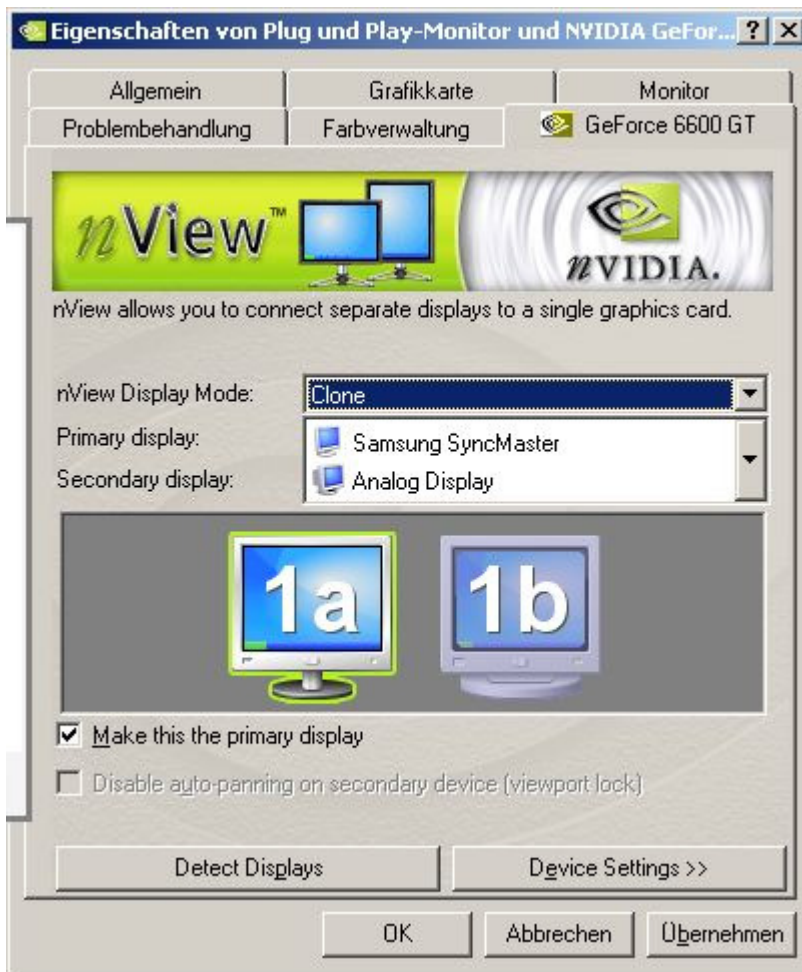 Eigenschaften von Plug und Play-Monitor und NVIDIA GeFor... ? X
Allgemein Grafikkarte Monitor
Problembehandlung Farbverwaltung GeForce 6600 GT
nView™ nVIDIA.
nView allows you to connect separate displays to a single graphics card.
nView Display Mode: Clone
Primary display: Samsung SyncMaster
Secondary display: Analog Display
1a 1b
Make this the primary display
Disable auto-panning on secondary device (viewport lock)
Detect Displays Device Settings >>
OK Abbrechen Übernehmen